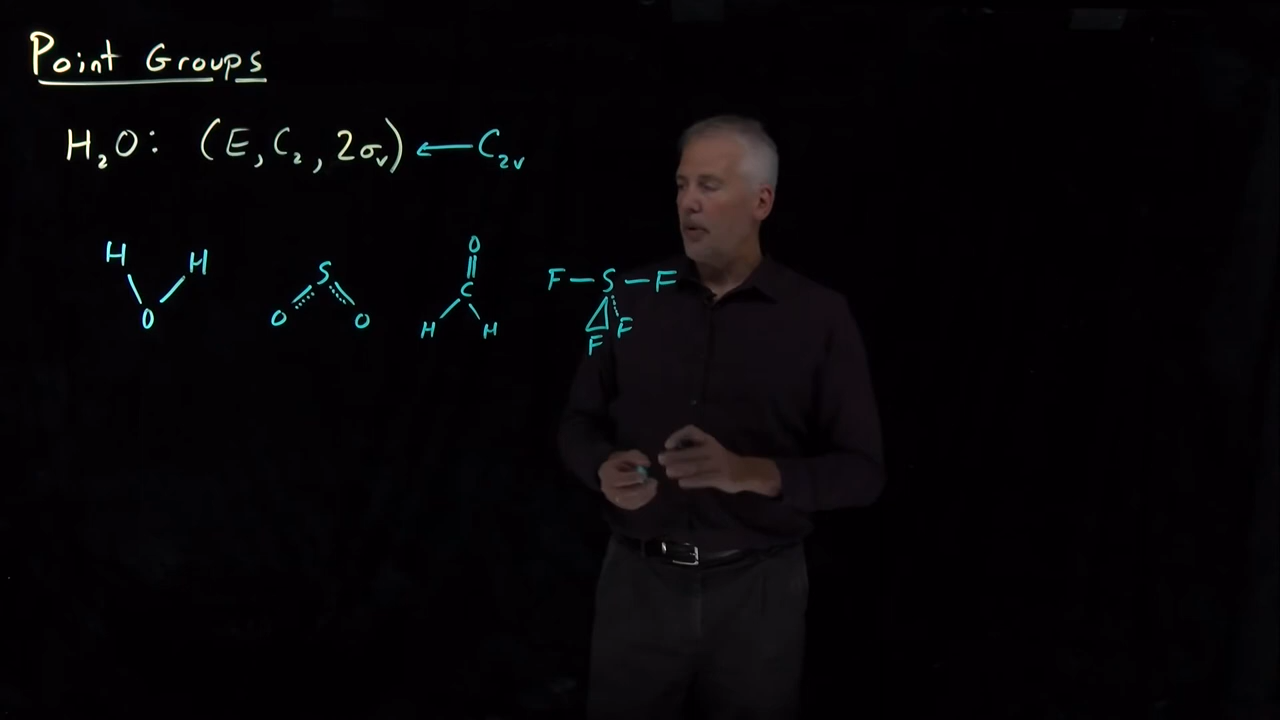 Point Groups
H₂O: (E, C₂, 2σᵥ) ← C₂ᵥ
H H O
S O O
O C H H
F S F F F